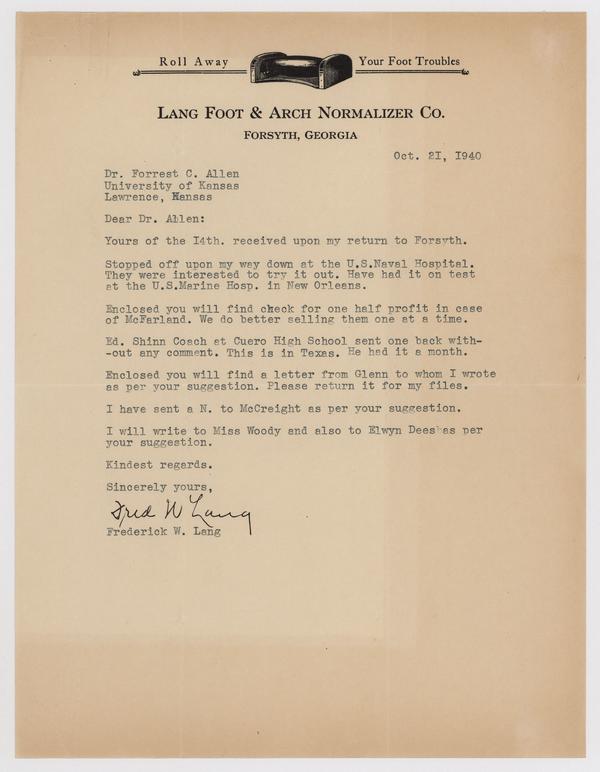 Roll Away Your Foot Troubles
LANG FOOT & ARCH NORMALIZER CO.
FORSYTH, GEORGIA
Oct. 2I, I940
Dr. Forrest C. Allen
University of Kansas
Lawrence, Kansas
Dear Dr. Allen:
Yours of the I4th. received upon my return to Forsyth.
Stopped off upon my way down at the U.S.Naval Hospital.
They were interested to try it out. Have had it on test
at the U.S.Marine Hosp. in New Orleans.
Enclosed you will find check for one half profit in case
of McFarland. We do better selling them one at a time.
Ed. Shinn Coach at Cuero High School sent one back with-
-out any comment. This is in Texas. He had it a month.
Enclosed you will find a letter from Glenn to whom I wrote
as per your suggestion. Please return it for my files.
I have sent a N. to McCreight as per your suggestion.
I will write to Miss Woody and also to Elwyn Dees as per
your suggestion.
Kindest regards.
Sincerely yours,
Fred W Lang
Frederick W. Lang